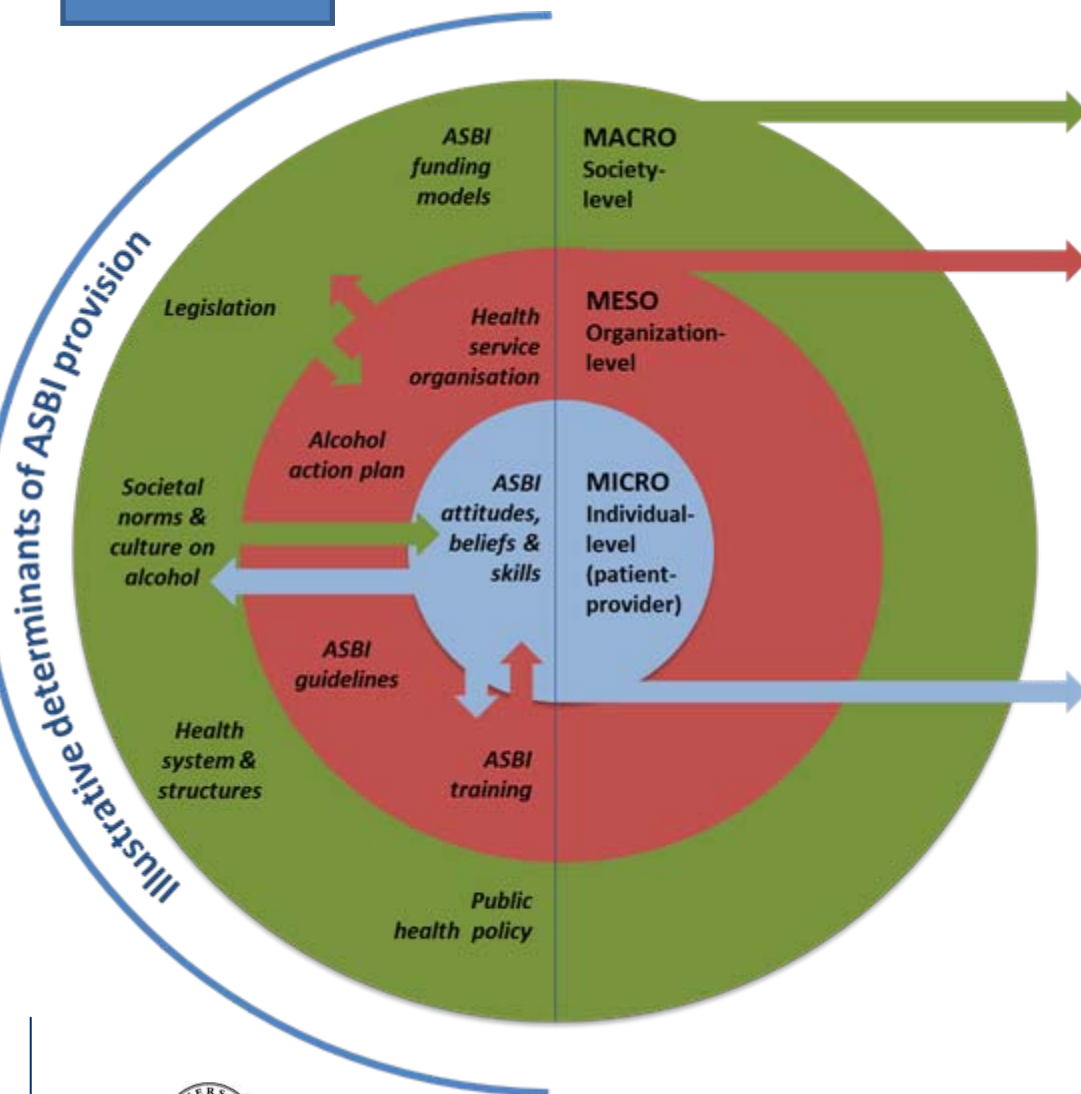 Illustrative determinants of ASBI provision
ASBI
funding
models
MACRO
Society-
level
Legislation
Health
service
organisation
MESO
Organization-
level
Alcohol
action plan
Societal
norms &
culture on
alcohol
ASBI
attitudes,
beliefs &
skills
MICRO
Individual-
level
(patient-
provider)
ASBI
guidelines
Health
system &
structures
ASBI
training
Public
health policy